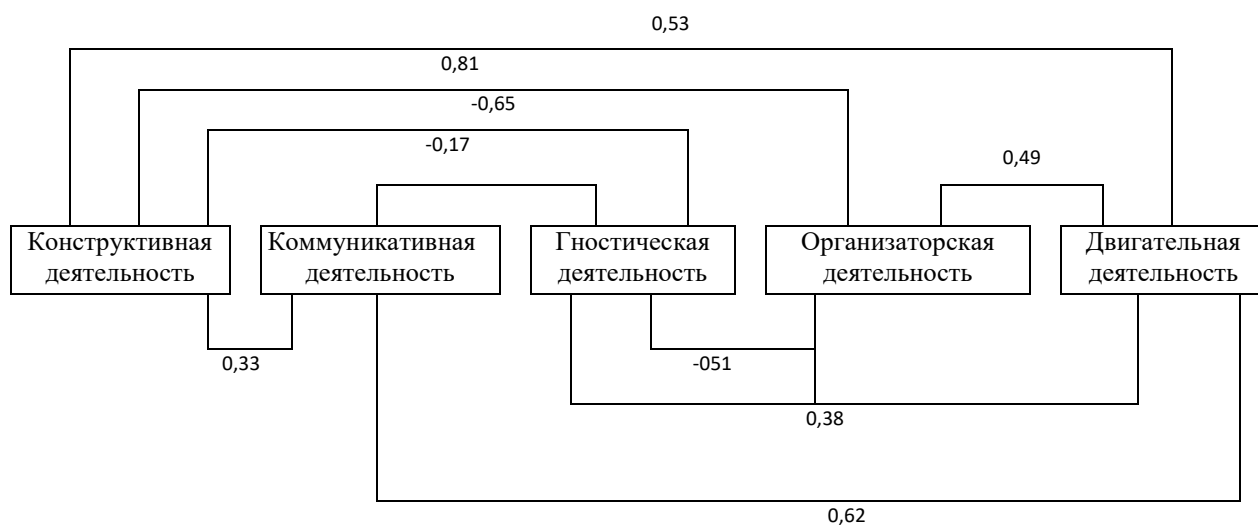 0,53
0,81
-0,65
-0,17
0,49
Конструктивная
деятельность
Коммуникативная
деятельность
Гностическая
деятельность
Организаторская
деятельность
Двигательная
деятельность
0,33
-051
0,38
0,62